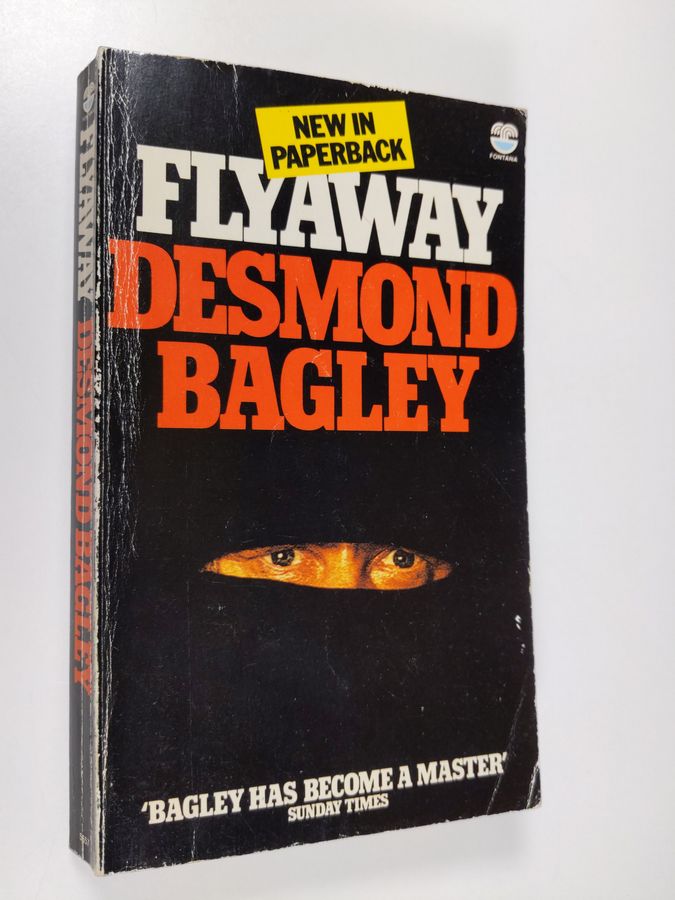 NEW IN
PAPERBACK
FONTANA
FLYAWAY
DESMOND
BAGLEY
'BAGLEY HAS BECOME A MASTER'
SUNDAY TIMES
FLYAWAY DESMOND BAGLEY